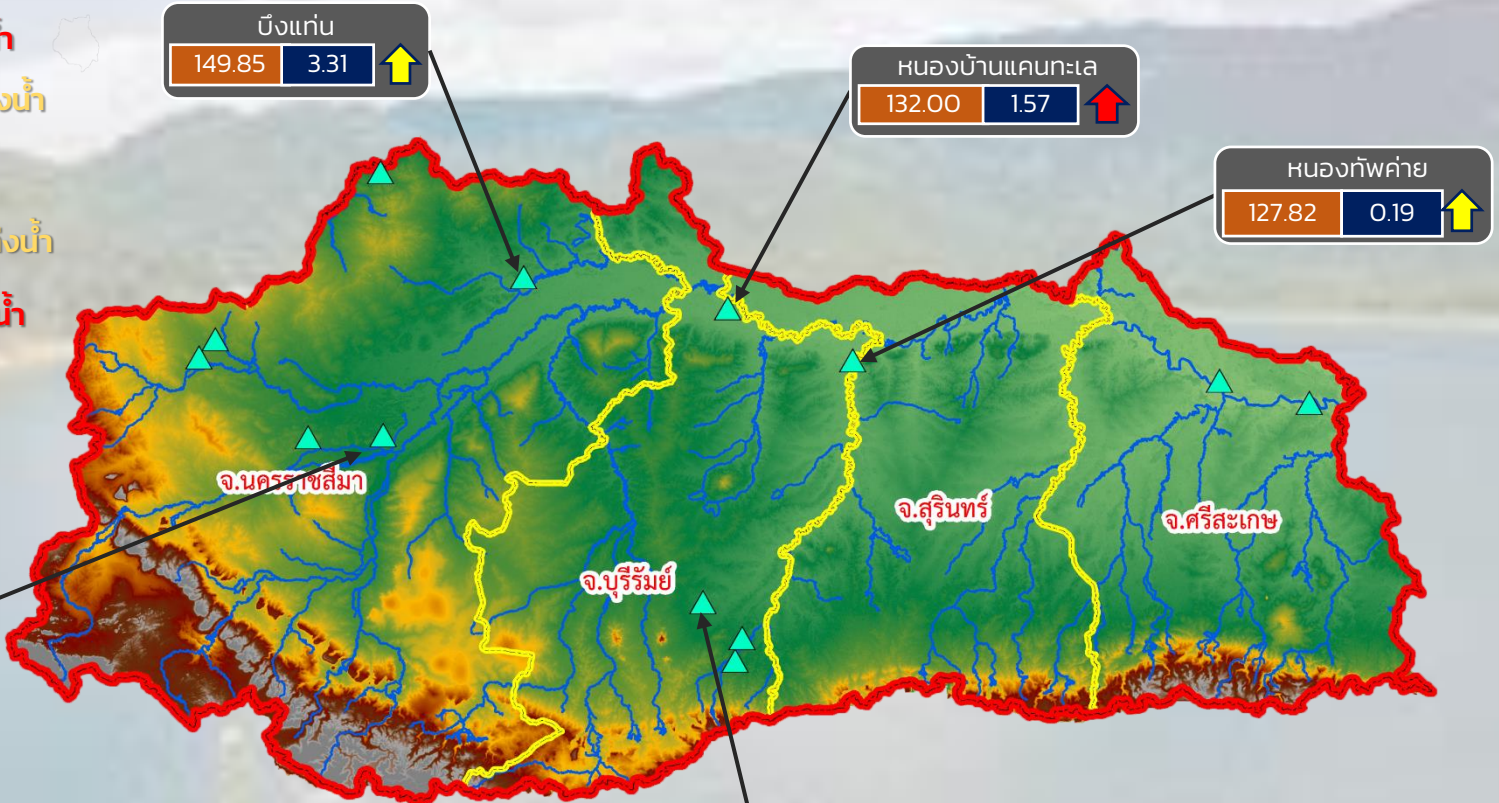 งน้ำ
บึงแท่น
149.85 3.31
หนองบ้านแคนทะเล
132.00 1.57
หนองทัพค่าย
127.82 0.19
จ.นครราชสีมา
จ.บุรีรัมย์
จ.สุรินทร์
จ.ศรีสะเกษ